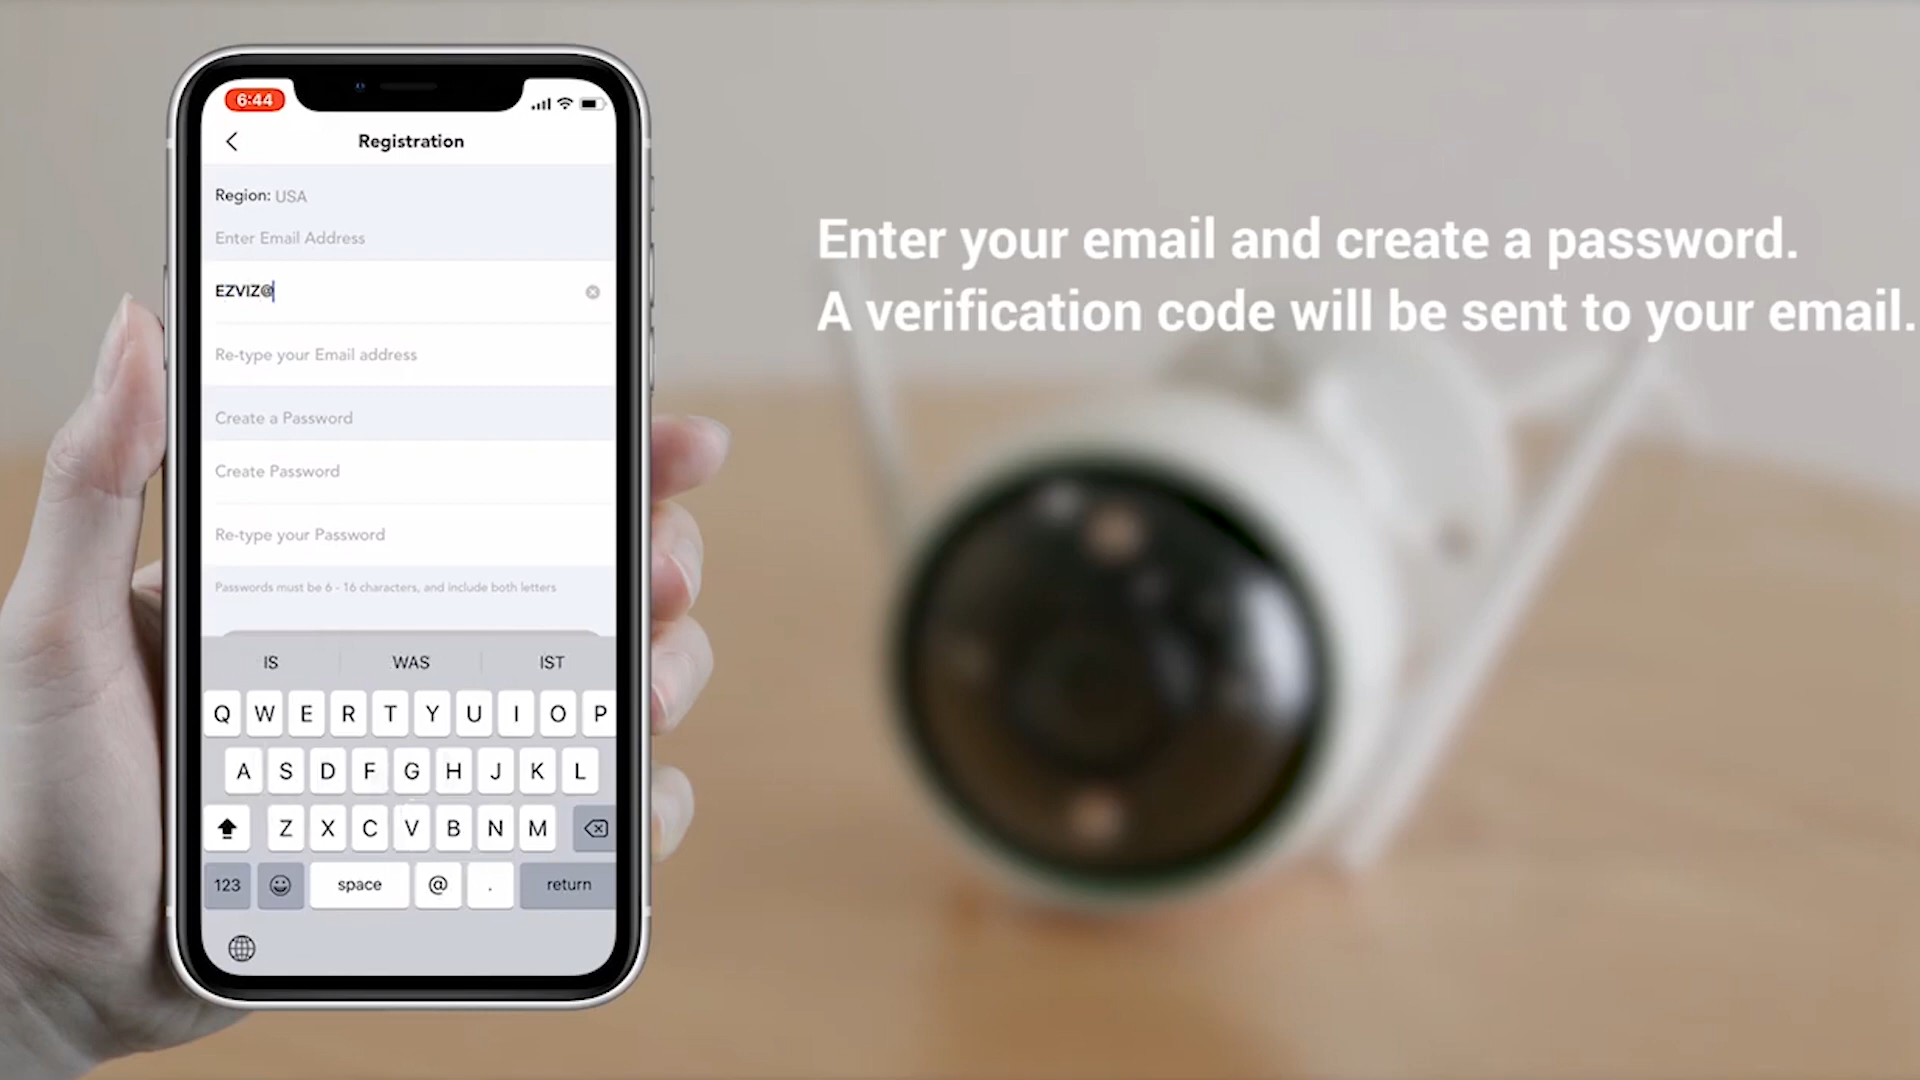 6:44
Registration
Region: USA
Enter Email Address
EZVIZ@
Re-type your Email address
Create a Password
Create Password
Re-type your Password
Passwords must be 6 - 16 characters, and include both letters
IS WAS IST
Q W E R T Y U I O P
A S D F G H J K L
Z X C V B N M
123 space @ . return
Enter your email and create a password.
A verification code will be sent to your email.